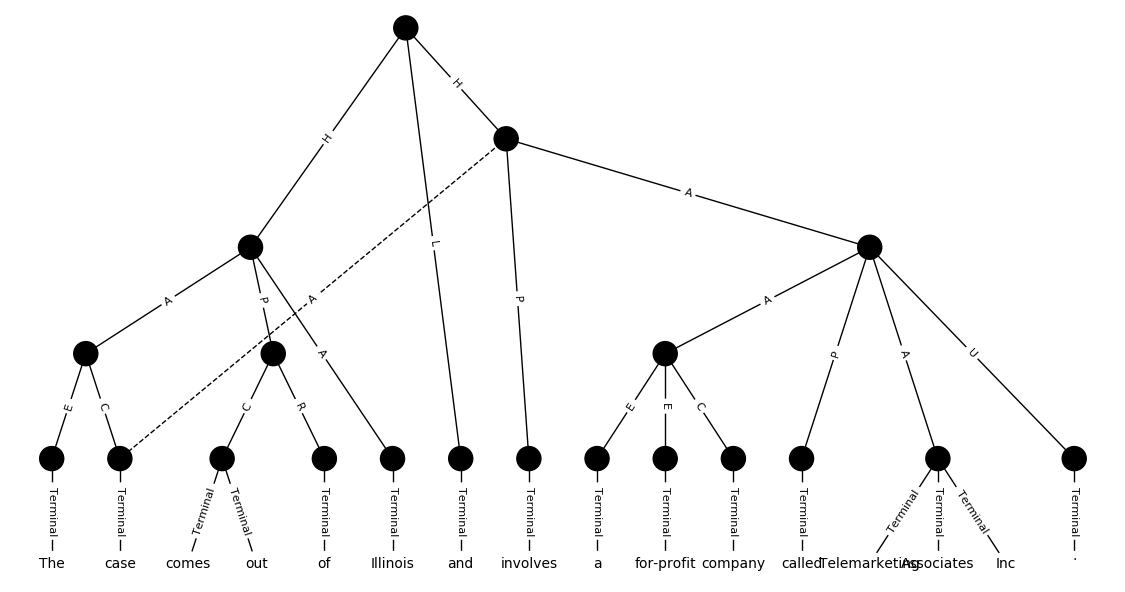 H
H
A
L
A
P
A
P
A
A
P
A
U
E
C
C
R
E
E
C
Terminal Terminal Terminal Terminal Terminal Terminal Terminal Terminal Terminal Terminal Terminal Terminal Terminal Terminal Terminal Terminal
The case comes out of Illinois and involves a for-profit company called Telemarketing Associates Inc .